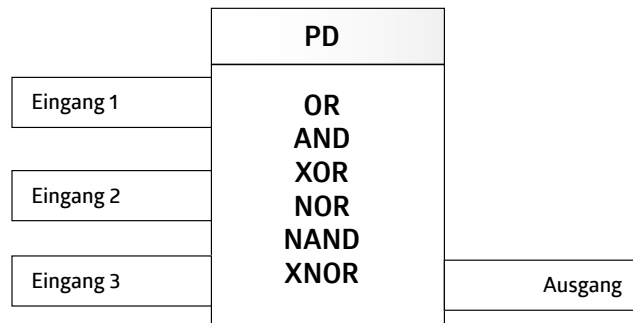 PD
Eingang 1
OR
AND
XOR
Eingang 2
NOR
NAND
Eingang 3
XNOR
Ausgang